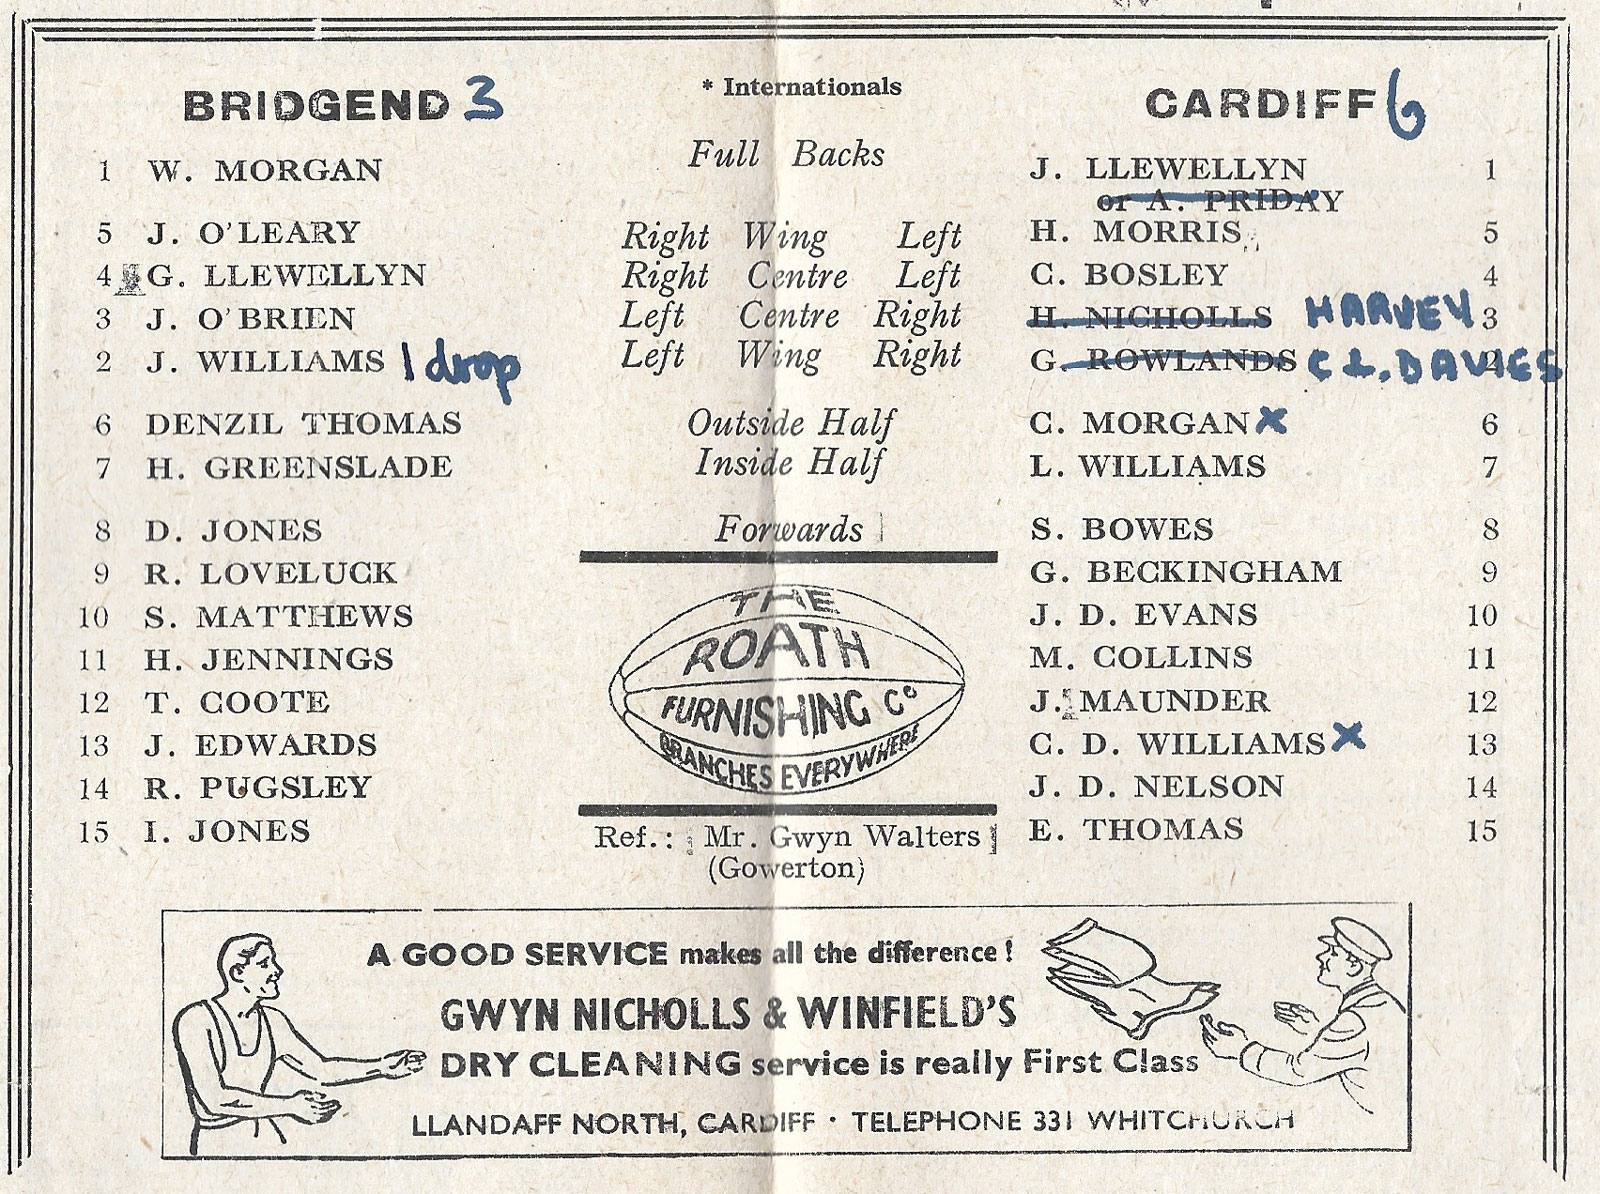 * Internationals
BRIDGEND 3 CARDIFF 6
1 W. MORGAN Full Backs J. LLEWELLYN 1
or A. PRIDAY
5 J. O'LEARY Right Wing Left H. MORRIS 5
4 G. LLEWELLYN Right Centre Left C. BOSLEY 4
3 J. O'BRIEN Left Centre Right H. NICHOLLS HARVEY 3
2 J. WILLIAMS 1 drop Left Wing Right G. ROWLANDS C L. DAVIES 2
6 DENZIL THOMAS Outside Half C. MORGAN x 6
7 H. GREENSLADE Inside Half L. WILLIAMS 7
8 D. JONES Forwards S. BOWES 8
9 R. LOVELUCK G. BECKINGHAM 9
10 S. MATTHEWS J. D. EVANS 10
11 H. JENNINGS M. COLLINS 11
12 T. COOTE J. MAUNDER 12
13 J. EDWARDS C. D. WILLIAMS x 13
14 R. PUGSLEY J. D. NELSON 14
15 I. JONES E. THOMAS 15
THE
ROATH
FURNISHING Co
BRANCHES EVERYWHERE
Ref.: Mr. Gwyn Walters
(Gowerton)
A GOOD SERVICE makes all the difference!
GWYN NICHOLLS & WINFIELD'S
DRY CLEANING service is really First Class
LLANDAFF NORTH, CARDIFF · TELEPHONE 331 WHITCHURCH